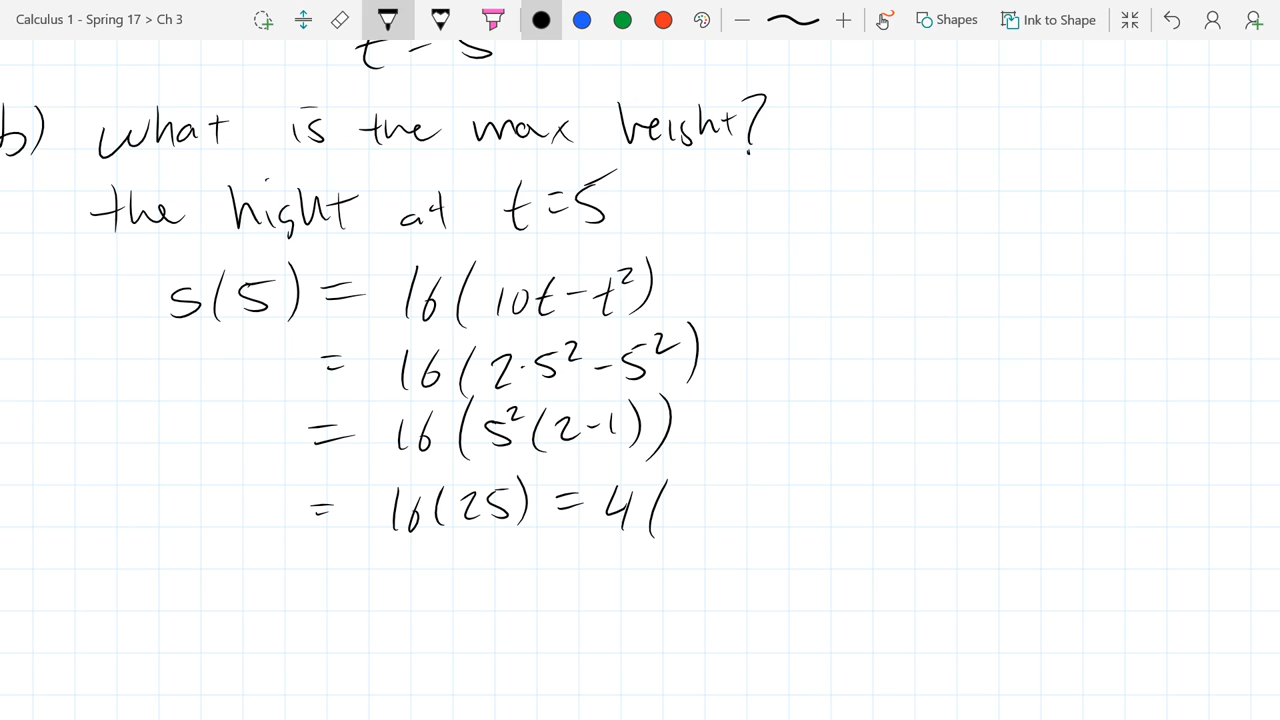 Calculus 1 - Spring 17 > Ch 3
Shapes
Ink to Shape
t = 5
b) what is the max height?
the hight at t=5
s(5) = 16(10t-t²)
= 16(2·5²-5²)
= 16(5²(2-1))
= 16(25) = 4(